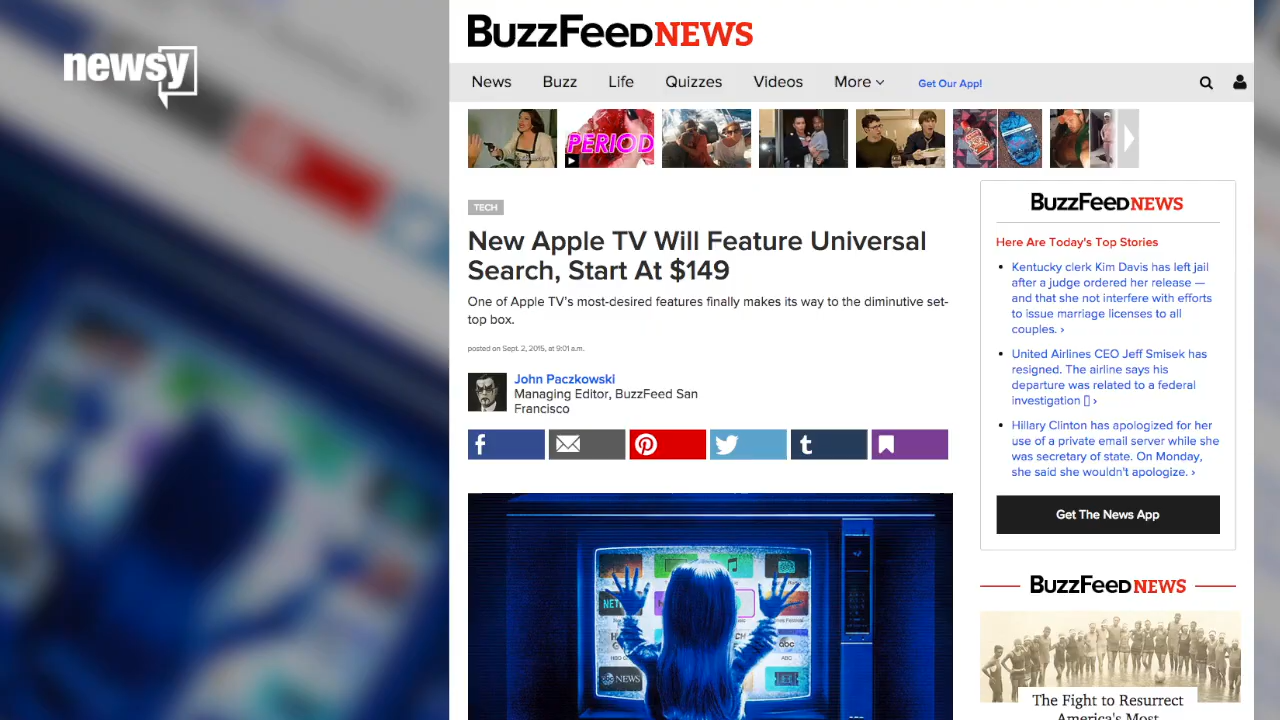 newsy
BuzzFeedNEWS
News Buzz Life Quizzes Videos More Get Our App!
PERIOD
TECH
New Apple TV Will Feature Universal
Search, Start At $149
One of Apple TV's most-desired features finally makes its way to the diminutive set-
top box.
posted on Sept. 2, 2015, at 9:01 a.m.
John Paczkowski
Managing Editor, BuzzFeed San
Francisco
BuzzFeedNEWS
Here Are Today's Top Stories
Kentucky clerk Kim Davis has left jail
after a judge ordered her release —
and that she not interfere with efforts
to issue marriage licenses to all
couples. ›
United Airlines CEO Jeff Smisek has
resigned. The airline says his
departure was related to a federal
investigation ›
Hillary Clinton has apologized for her
use of a private email server while she
was secretary of state. On Monday,
she said she wouldn't apologize. ›
Get The News App
BuzzFeedNEWS
The Fight to Resurrect
America's Most
abc NEWS
ABC